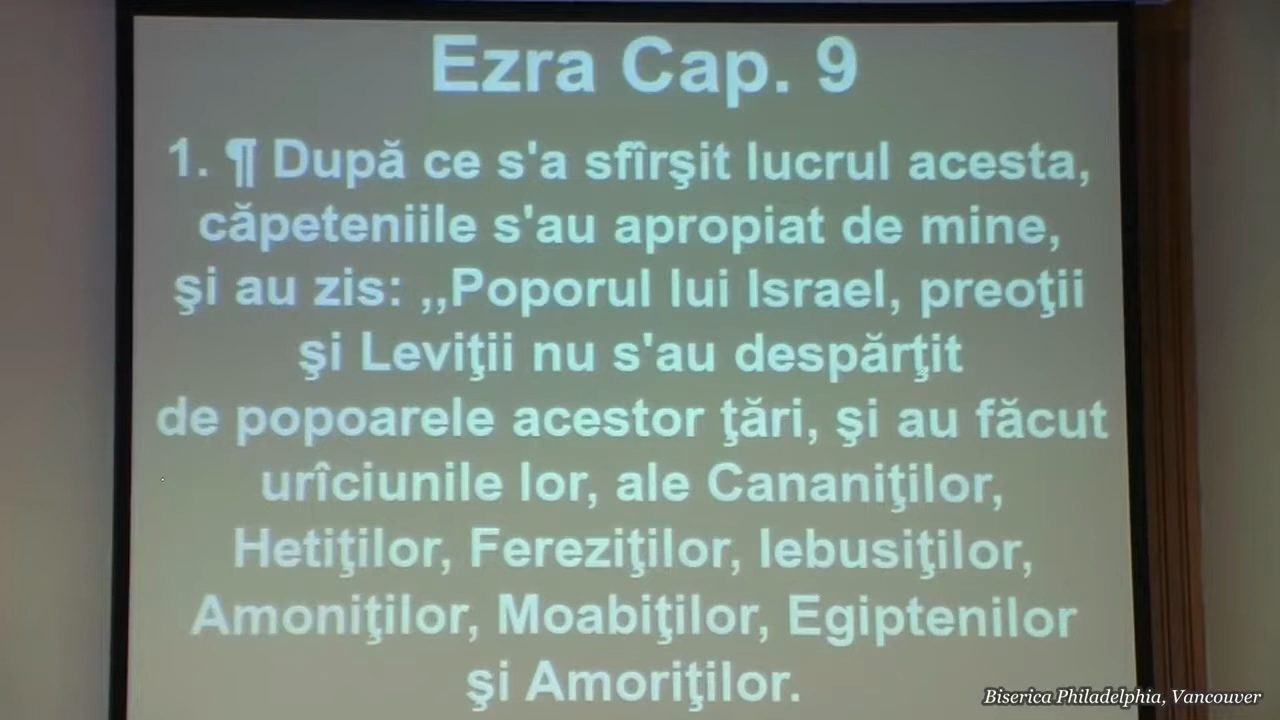 Ezra Cap. 9
1. ¶ După ce s'a sfîrşit lucrul acesta,
căpeteniile s'au apropiat de mine,
şi au zis: ,,Poporul lui Israel, preoţii
şi Leviţii nu s'au despărţit
de popoarele acestor ţări, şi au făcut
urîciunile lor, ale Cananiţilor,
Hetiţilor, Fereziţilor, Iebusiţilor,
Amoniţilor, Moabiţilor, Egiptenilor
şi Amoriţilor.
Biserica Philadelphia, Vancouver